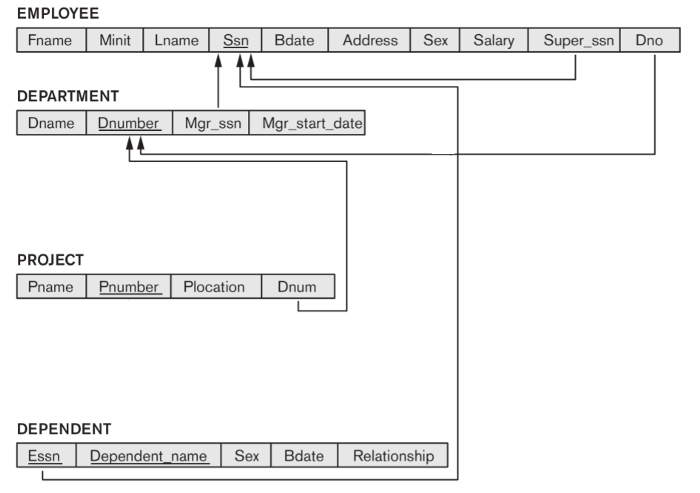 EMPLOYEE
Fname Minit Lname Ssn Bdate Address Sex Salary Super_ssn Dno
DEPARTMENT
Dname Dnumber Mgr_ssn Mgr_start_date
PROJECT
Pname Pnumber Plocation Dnum
DEPENDENT
Essn Dependent_name Sex Bdate Relationship